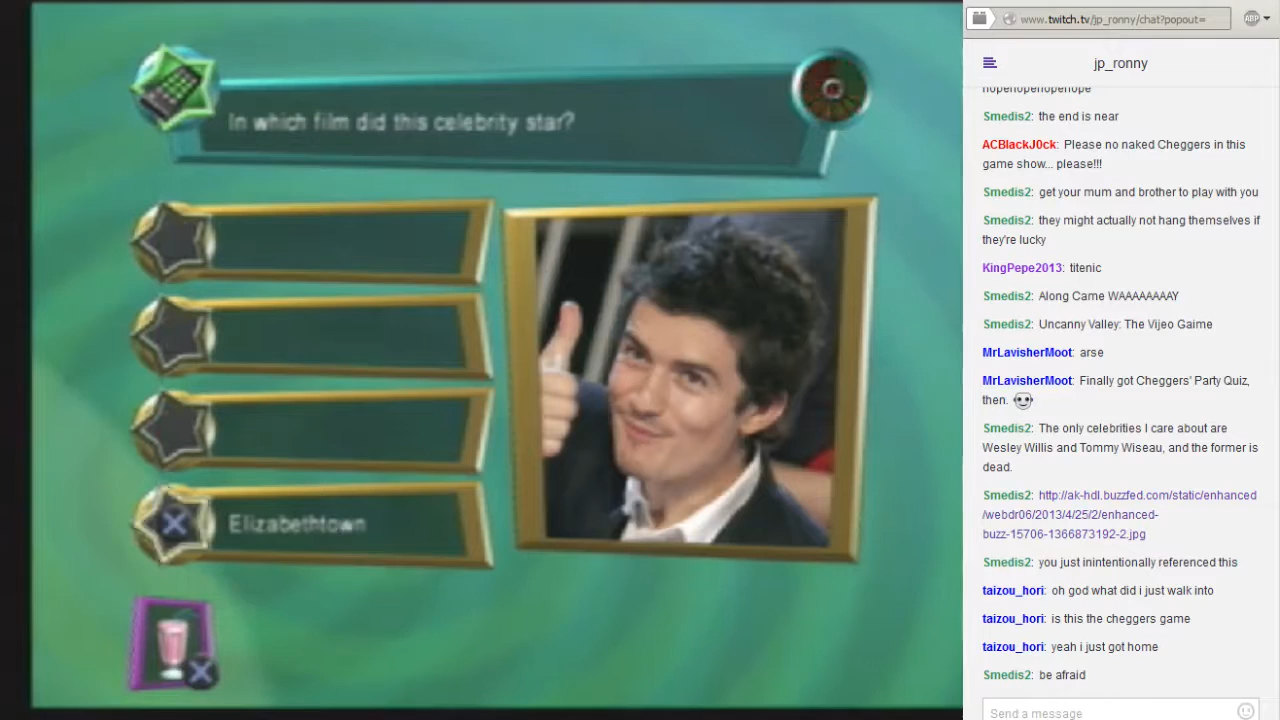 In which film did this celebrity star?
Elizabethtown
www.twitch.tv/jp_ronny/chat?popout=
ABP
jp_ronny
nopenopenopenope
Smedis2: the end is near
ACBlackJ0ck: Please no naked Cheggers in this
game show... please!!!
Smedis2: get your mum and brother to play with you
Smedis2: they might actually not hang themselves if
they're lucky
KingPepe2013: titenic
Smedis2: Along Came WAAAAAAAY
Smedis2: Uncanny Valley: The Vijeo Gaime
MrLavisherMoot: arse
MrLavisherMoot: Finally got Cheggers' Party Quiz,
then.
Smedis2: The only celebrities I care about are
Wesley Willis and Tommy Wiseau, and the former is
dead.
Smedis2: http://ak-hdl.buzzfed.com/static/enhanced
/webdr06/2013/4/25/2/enhanced-
buzz-15706-1366873192-2.jpg
Smedis2: you just inintentionally referenced this
taizou_hori: oh god what did i just walk into
taizou_hori: is this the cheggers game
taizou_hori: yeah i just got home
Smedis2: be afraid
Send a message